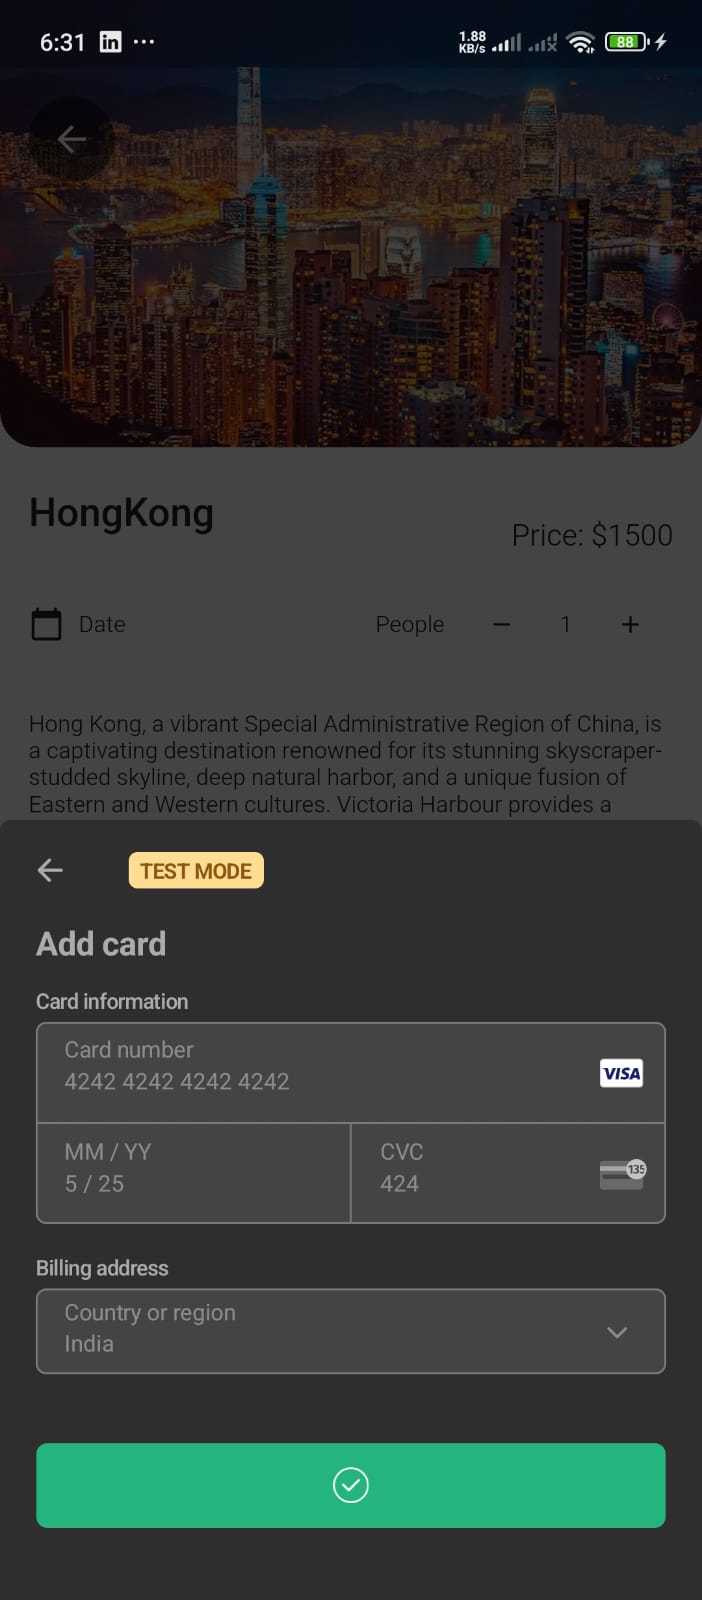 6:31 in ...
1.88
KB/s
88
HongKong
Price: $1500
Date People − 1 +
Hong Kong, a vibrant Special Administrative Region of China, is
a captivating destination renowned for its stunning skyscraper-
studded skyline, deep natural harbor, and a unique fusion of
Eastern and Western cultures. Victoria Harbour provides a
TEST MODE
Add card
Card information
Card number
4242 4242 4242 4242
VISA
MM / YY
5 / 25
CVC
424
135
Billing address
Country or region
India